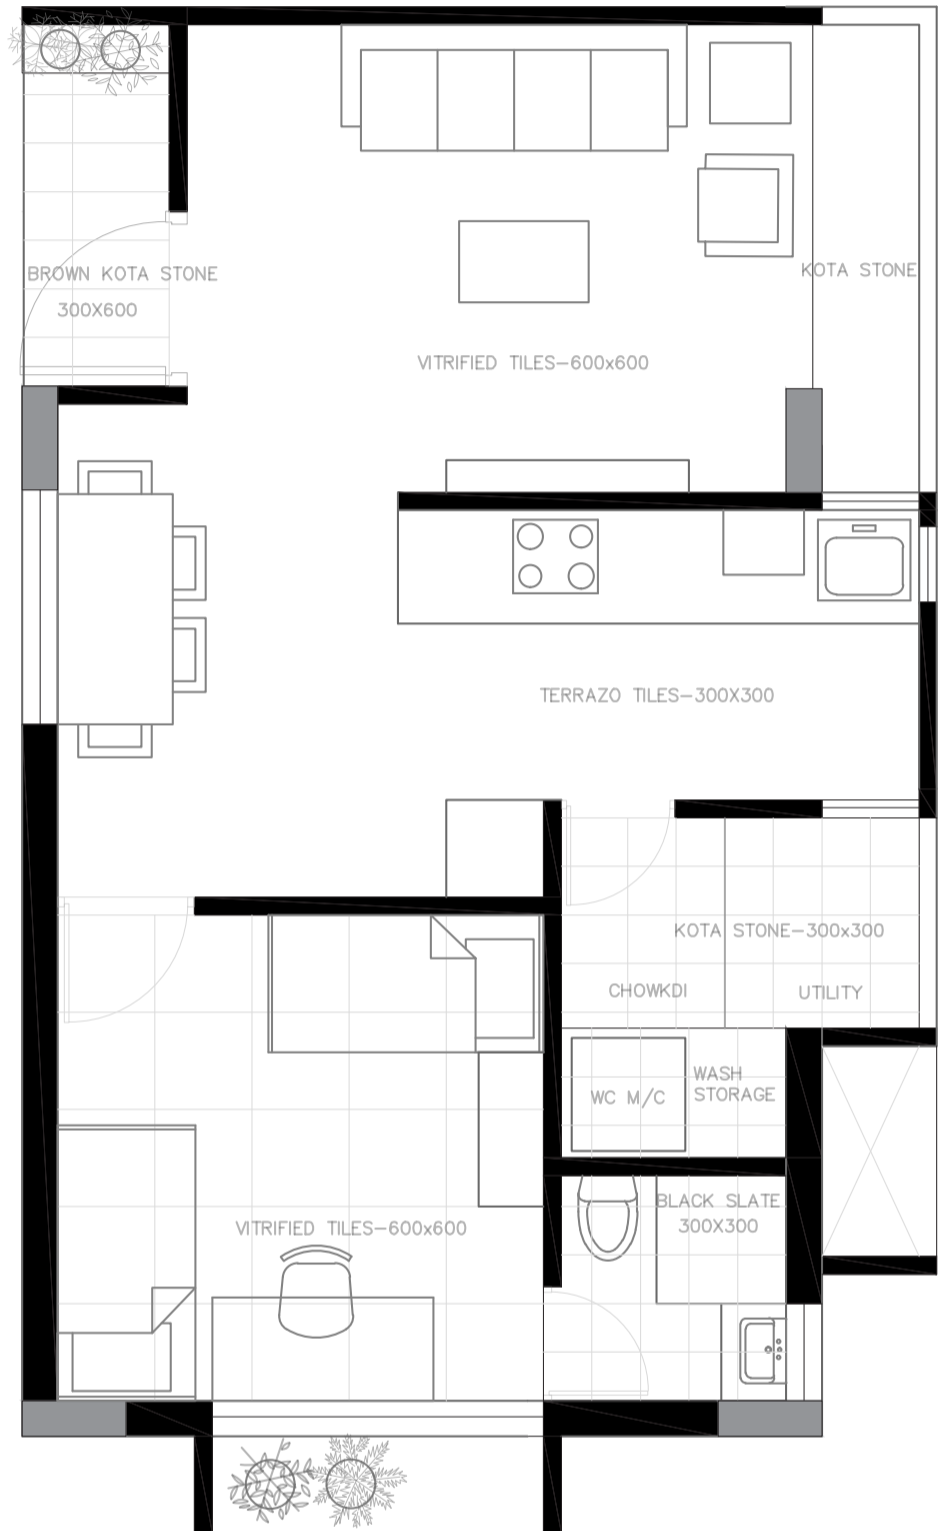 BROWN KOTA STONE
300X600
KOTA STONE
VITRIFIED TILES-600x600
TERRAZO TILES-300X300
KOTA STONE-300x300
CHOWKDI
UTILITY
WC M/C
WASH
STORAGE
BLACK SLATE
300X300
VITRIFIED TILES-600x600